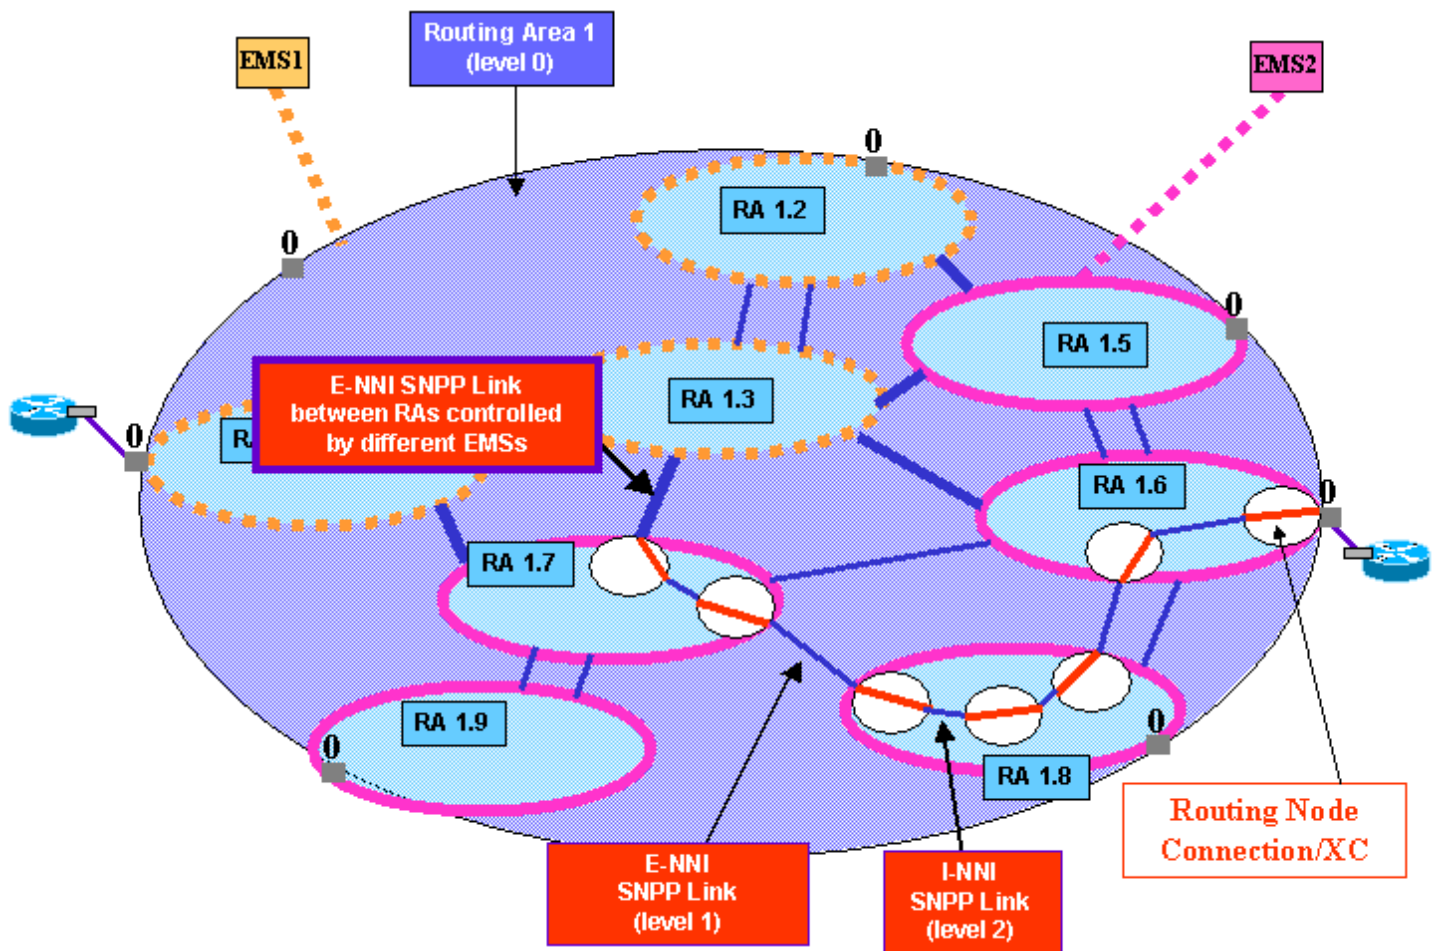 Routing Area 1
(level 0)
EMS1
EMS2
0
RA 1.2
0
0
RA 1.5
E-NNI SNPP Link
between RAs controlled
by different EMSs
RA 1.3
0
RA 1.6
0
RA 1.7
RA 1.9
0
0
RA 1.8
Routing Node
Connection/XC
E-NNI
SNPP Link
(level 1)
I-NNI
SNPP Link
(level 2)